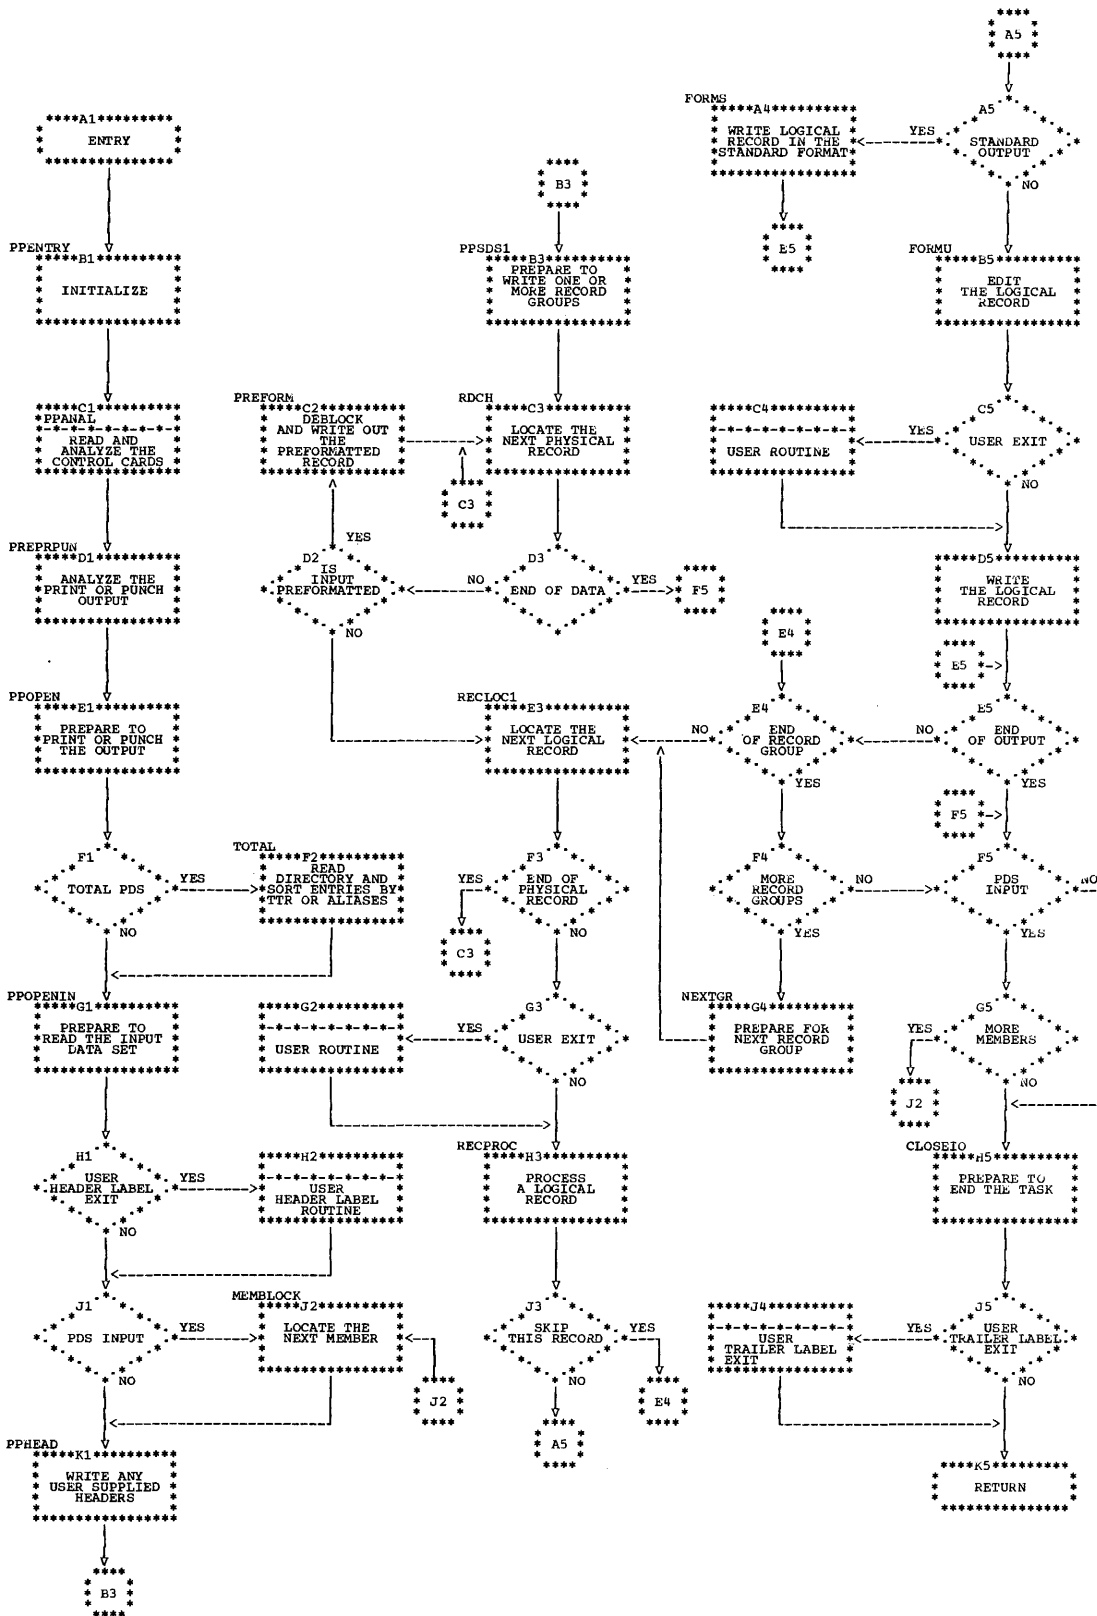 ****A1*********
ENTRY
PPENTRY
*****B1**********
INITIALIZE
*****C1**********
PPANAL
*-*-*-*-*-*-*-*-*
READ AND
ANALYZE THE
CONTROL CARDS
PREPRPUN
*****D1**********
ANALYZE THE
PRINT OR PUNCH
OUTPUT
PPOPEN
*****E1**********
PREPARE TO
PRINT OR PUNCH
THE OUTPUT
F1
TOTAL PDS
YES
NO
TOTAL
*****F2**********
READ
DIRECTORY AND
SORT ENTRIES BY
TTR OR ALIASES
PPOPENIN
*****G1**********
PREPARE TO
READ THE INPUT
DATA SET
H1
USER
HEADER LABEL
EXIT
YES
NO
*****H2**********
*-*-*-*-*-*-*-*-*
USER
HEADER LABEL
ROUTINE
J1
PDS INPUT
YES
NO
MEMBLOCK
*****J2**********
LOCATE THE
NEXT MEMBER
J2
PPHEAD
*****K1**********
WRITE ANY
USER SUPPLIED
HEADERS
B3
B3
PPSDS1
*****B3**********
PREPARE TO
WRITE ONE OR
MORE RECORD
GROUPS
PREFORM
*****C2**********
DEBLOCK
AND WRITE OUT
THE
PREFORMATTED
RECORD
RDCH
*****C3**********
LOCATE THE
NEXT PHYSICAL
RECORD
C3
D2
IS
INPUT
PREFORMATTED
YES
NO
D3
END OF DATA
NO
YES
F5
RECLOC1
*****E3**********
LOCATE THE
NEXT LOGICAL
RECORD
F3
END OF
PHYSICAL
RECORD
YES
NO
C3
G3
USER EXIT
YES
NO
*****G2**********
*-*-*-*-*-*-*-*-*
USER ROUTINE
RECPROC
*****H3**********
PROCESS
A LOGICAL
RECORD
J3
SKIP
THIS RECORD
YES
NO
E4
A5
A5
A5
STANDARD
OUTPUT
YES
NO
FORMS
*****A4**********
WRITE LOGICAL
RECORD IN THE
STANDARD FORMAT
E5
FORMU
*****B5**********
EDIT
THE LOGICAL
RECORD
C5
USER EXIT
YES
NO
*****C4**********
*-*-*-*-*-*-*-*-*
USER ROUTINE
*****D5**********
WRITE
THE LOGICAL
RECORD
E5
E4
E4
END
OF RECORD
GROUP
NO
YES
E5
END
OF OUTPUT
NO
YES
F5
F4
MORE
RECORD
GROUPS
NO
YES
F5
PDS
INPUT
NO
YES
NEXTGR
*****G4**********
PREPARE FOR
NEXT RECORD
GROUP
G5
MORE
MEMBERS
YES
NO
J2
CLOSEIO
*****H5**********
PREPARE TO
END THE TASK
J5
USER
TRAILER LABEL
EXIT
YES
NO
*****J4**********
*-*-*-*-*-*-*-*-*
USER
TRAILER LABEL
EXIT
****K5*********
RETURN